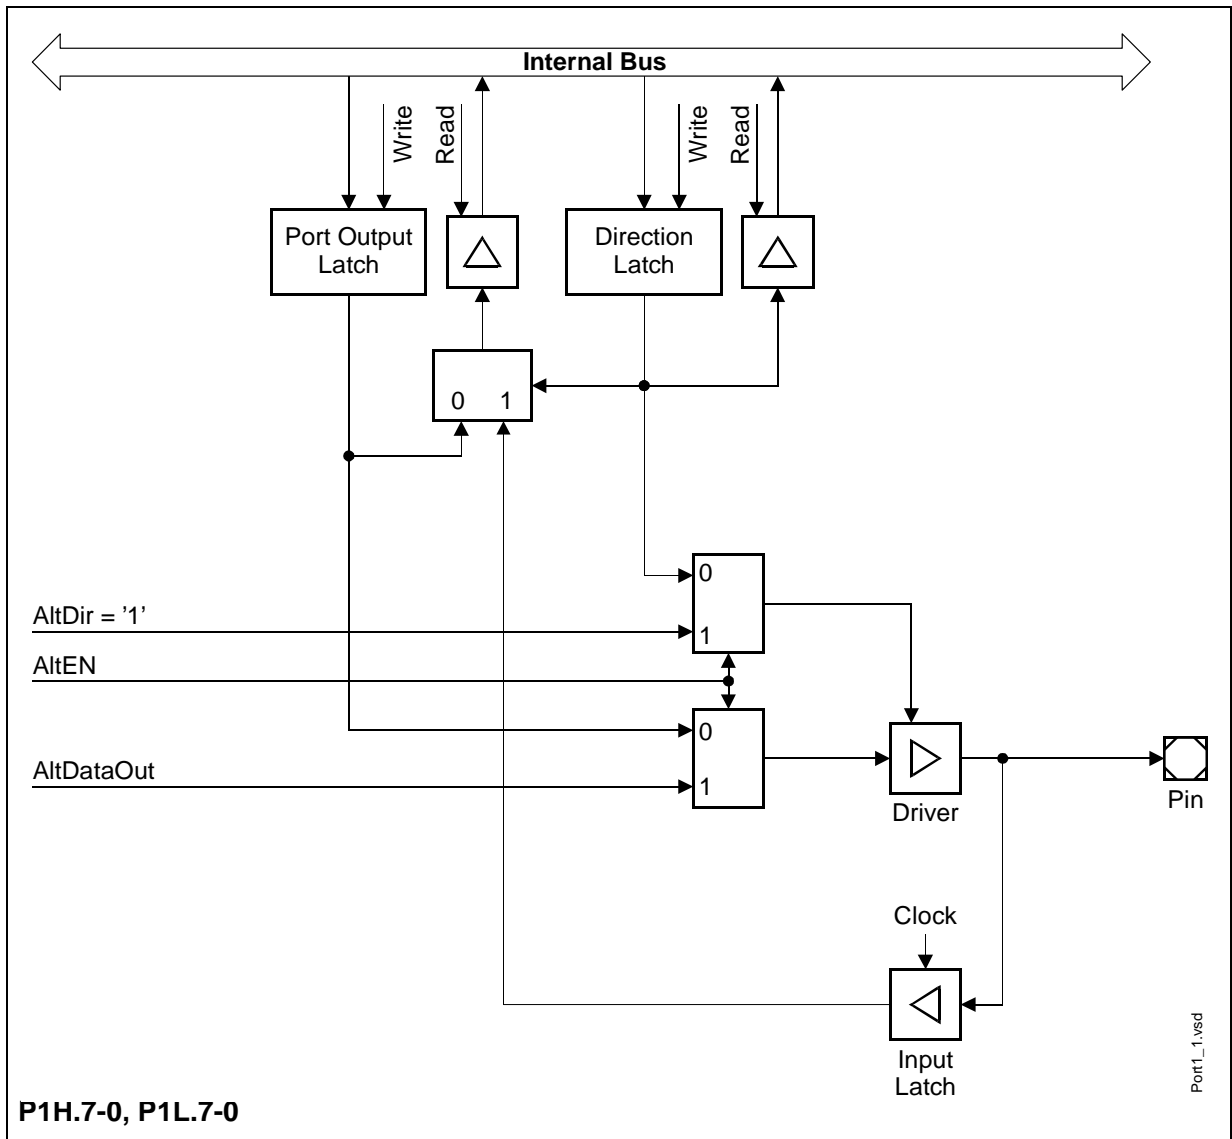 Internal Bus
Write
Read
Write
Read
Port Output
Latch
Direction
Latch
0 1
0
AltDir = '1'
1
AltEN
0
AltDataOut
1
Driver
Pin
Clock
Input
Latch
Port1_1.vsd
P1H.7-0, P1L.7-0